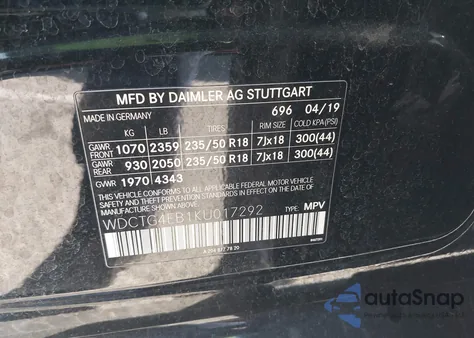 MFD BY DAIMLER AG STUTTGART
MADE IN GERMANY 696 04/19
KG LB TIRES RIM SIZE COLD KPA(PSI)
GAWR FRONT 1070 2359 235/50 R18 7Jx18 300(44)
GAWR REAR 930 2050 235/50 R18 7Jx18 300(44)
GVWR 1970 4343
THIS VEHICLE CONFORMS TO ALL APPLICABLE FEDERAL MOTOR VEHICLE
SAFETY, BUMPER, AND THEFT PREVENTION STANDARDS IN EFFECT ON THE
DATE OF MANUFACTURE SHOWN ABOVE.
WDCTG4EB1KU017292 TYPE: MPV
autoSnap